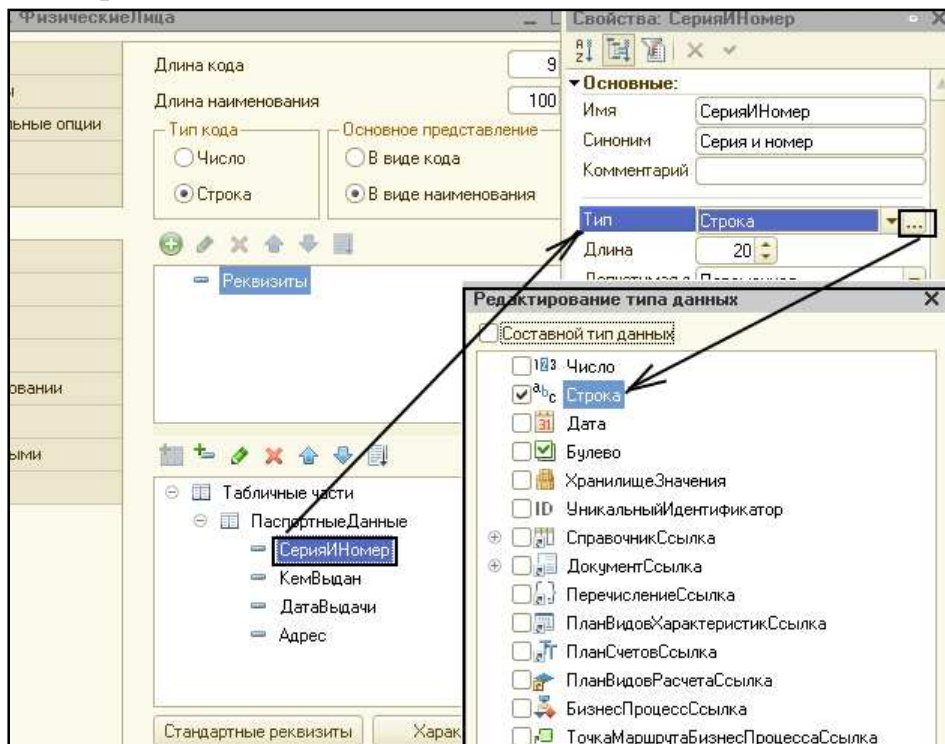 ФизическиеЛица
льные опции
овании
ыми
Длина кода
9
Длина наименования
100
Тип кода
Число
Строка
Основное представление
В виде кода
В виде наименования
Реквизиты
Табличные части
ПаспортныеДанные
СерияИНомер
КемВыдан
ДатаВыдачи
Адрес
Стандартные реквизиты
Харак
Свойства: СерияИНомер
Основные:
Имя
СерияИНомер
Синоним
Серия и номер
Комментарий
Тип
Строка
...
Длина
20
Редактирование типа данных
Составной тип данных
Число
Строка
Дата
Булево
ХранилищеЗначения
УникальныйИдентификатор
СправочникСсылка
ДокументСсылка
ПеречислениеСсылка
ПланВидовХарактеристикСсылка
ПланСчетовСсылка
ПланВидовРасчетаСсылка
БизнесПроцессСсылка
ТочкаМаршрутаБизнесПроцессаСсылка